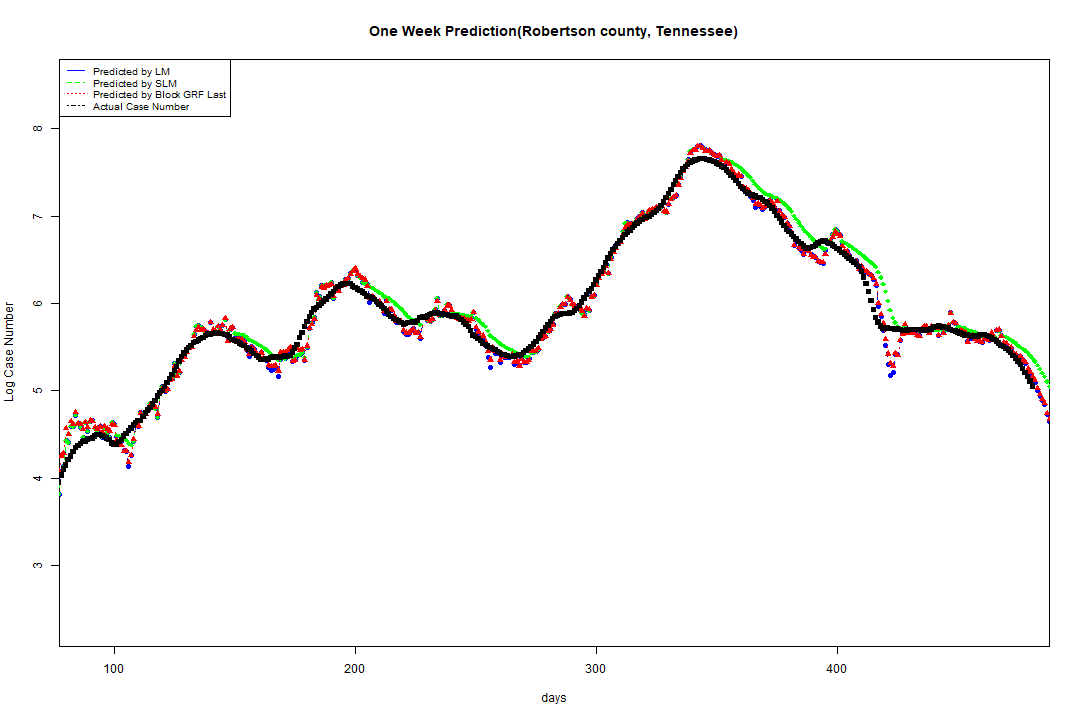 One Week Prediction(Robertson county, Tennessee)
Predicted by LM
Predicted by SLM
Predicted by Block GRF Last
Actual Case Number
8
7
6
5
4
3
Log Case Number
100 200 300 400
days